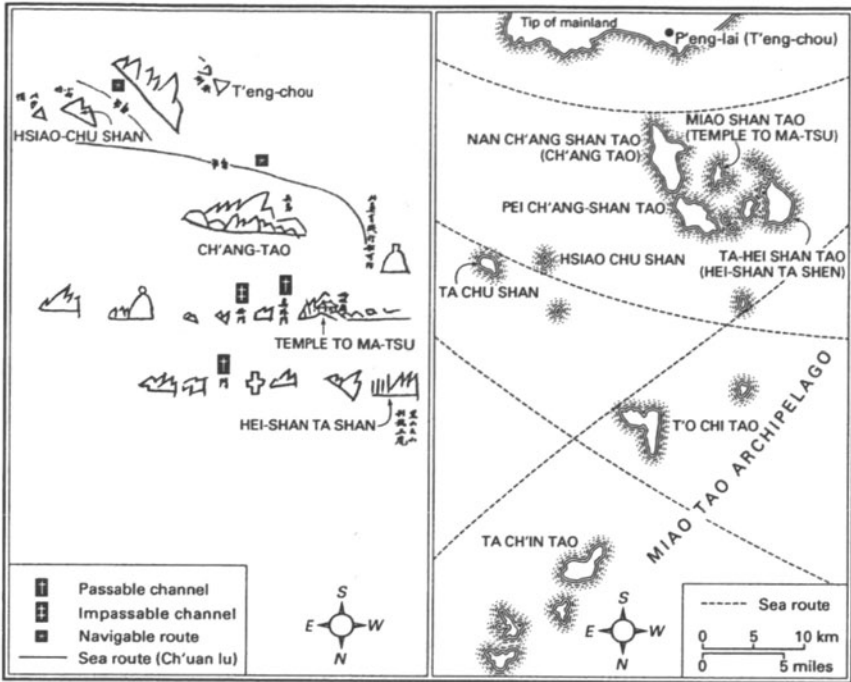 T'eng-chou
HSIAO-CHU SHAN
CH'ANG-TAO
TEMPLE TO MA-TSU
HEI-SHAN TA SHAN
Passable channel
Impassable channel
Navigable route
Sea route (Ch'uan lu)
S
E
W
N
Tip of mainland
P'eng-lai (T'eng-chou)
MIAO SHAN TAO
(TEMPLE TO MA-TSU)
NAN CH'ANG SHAN TAO
(CH'ANG TAO)
PEI CH'ANG-SHAN TAO
TA-HEI SHAN TAO
(HEI-SHAN TA SHEN)
HSIAO CHU SHAN
TA CHU SHAN
T'O CHI TAO
MIAO TAO ARCHIPELAGO
TA CH'IN TAO
S
E
W
N
Sea route
0 5 10 km
0 5 miles